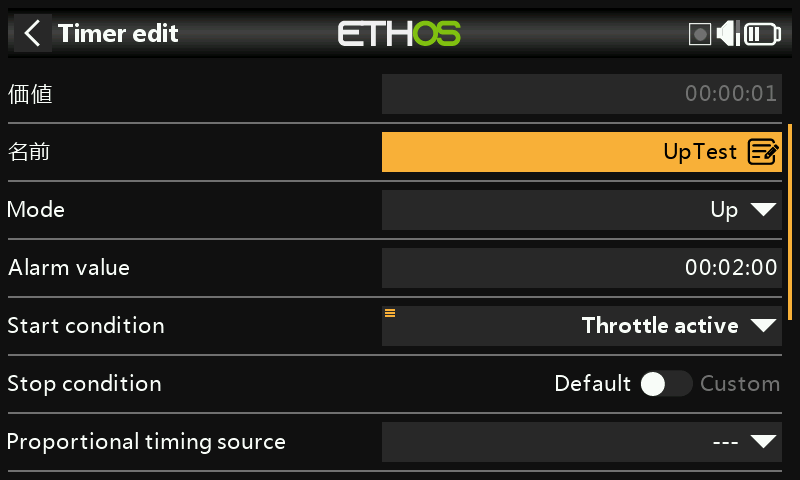 Timer edit
ETHOS
価値 00:00:01
名前 UpTest
Mode Up
Alarm value 00:02:00
Start condition Throttle active
Stop condition Default Custom
Proportional timing source ---